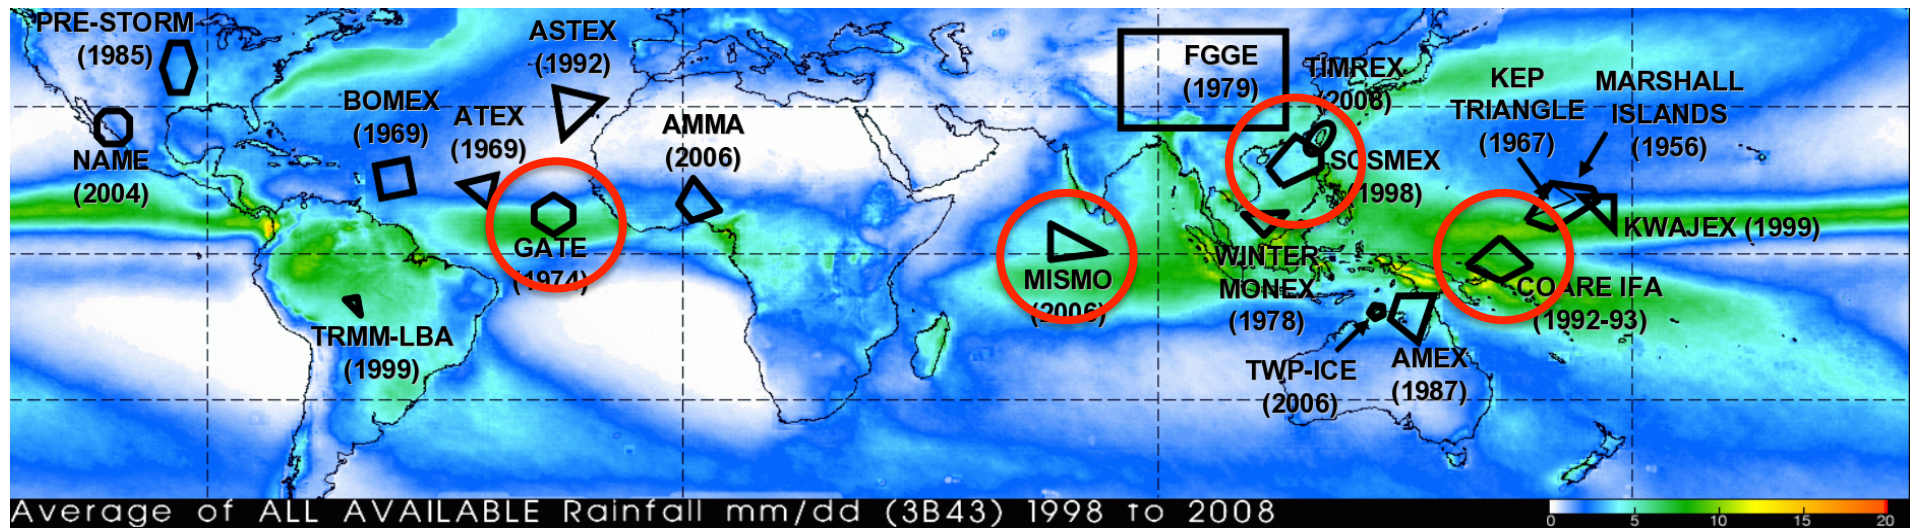 PRE-STORM
(1985)
ASTEX
(1992)
FGGE
(1979)
TIMREX
(2008)
KEP
TRIANGLE
(1967)
MARSHALL
ISLANDS
(1956)
BOMEX
(1969)
ATEX
(1969)
AMMA
(2006)
NAME
(2004)
SCSMEX
(1998)
GATE
(1974)
MISMO
(2006)
WINTER
MONEX
(1978)
KWAJEX (1999)
COARE IFA
(1992-93)
TRMM-LBA
(1999)
TWP-ICE
(2006)
AMEX
(1987)
Average of ALL AVAILABLE Rainfall mm/dd (3B43) 1998 to 2008
0 5 10 15 20